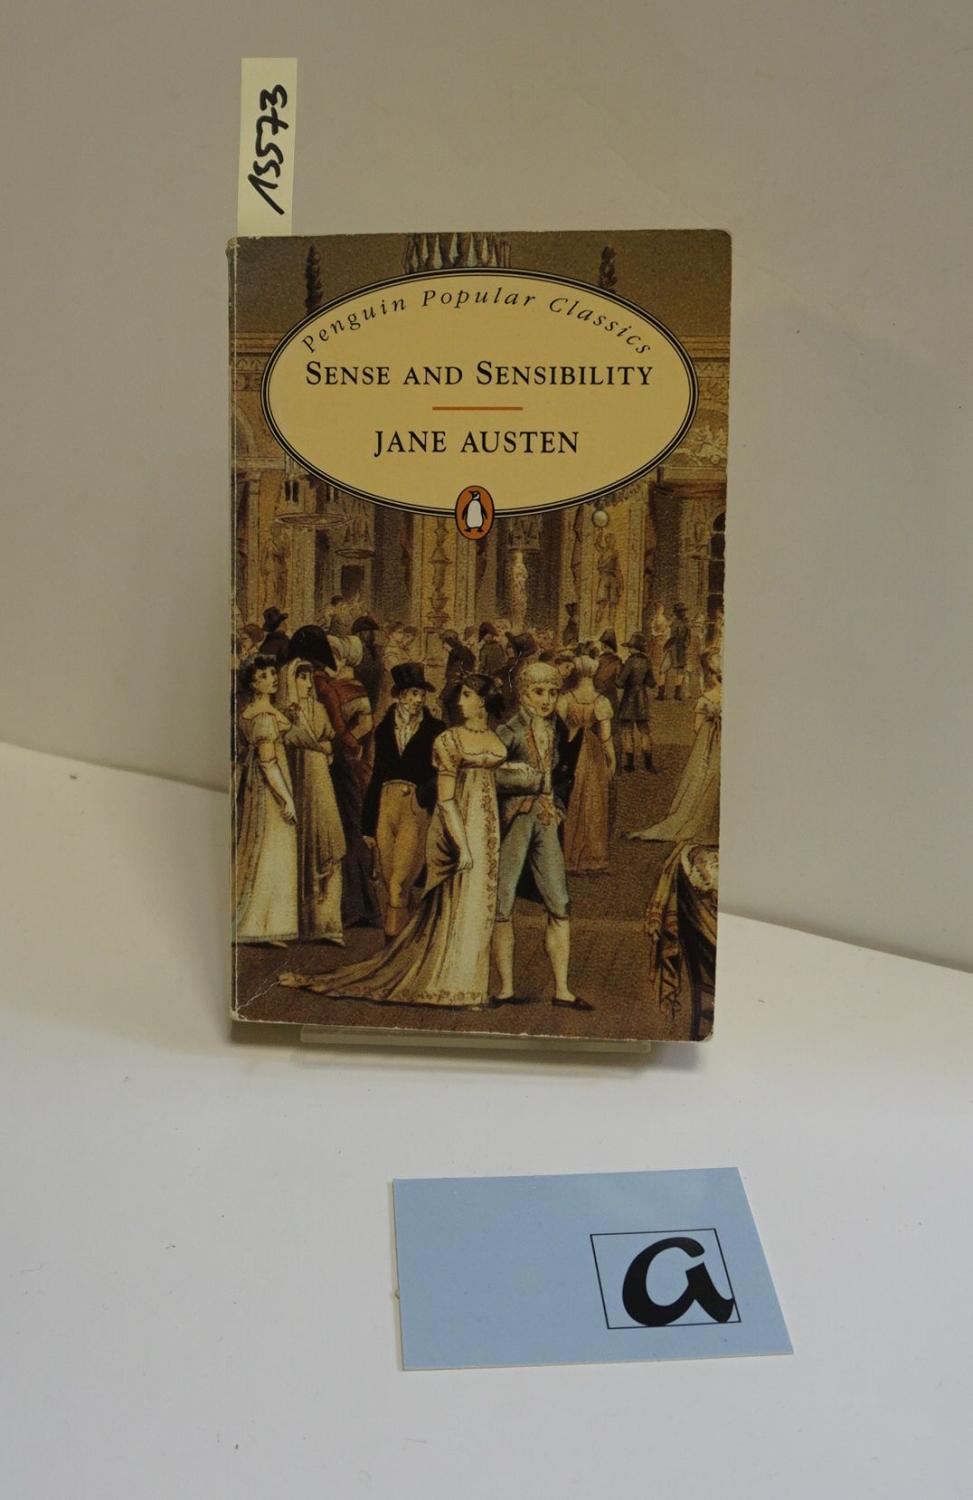 15573
Penguin Popular Classics
SENSE AND SENSIBILITY
JANE AUSTEN
a